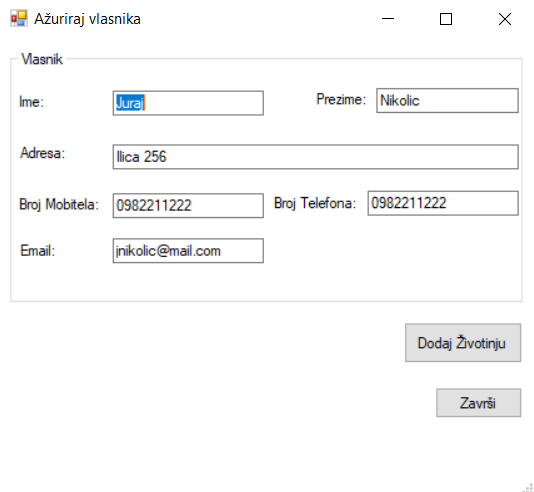 Ažuriraj vlasnika
Vlasnik
Ime: Juraj Prezime: Nikolic
Adresa: Ilica 256
Broj Mobitela: 0982211222 Broj Telefona: 0982211222
Email: jnikolic@mail.com
Dodaj Životinju
Završi